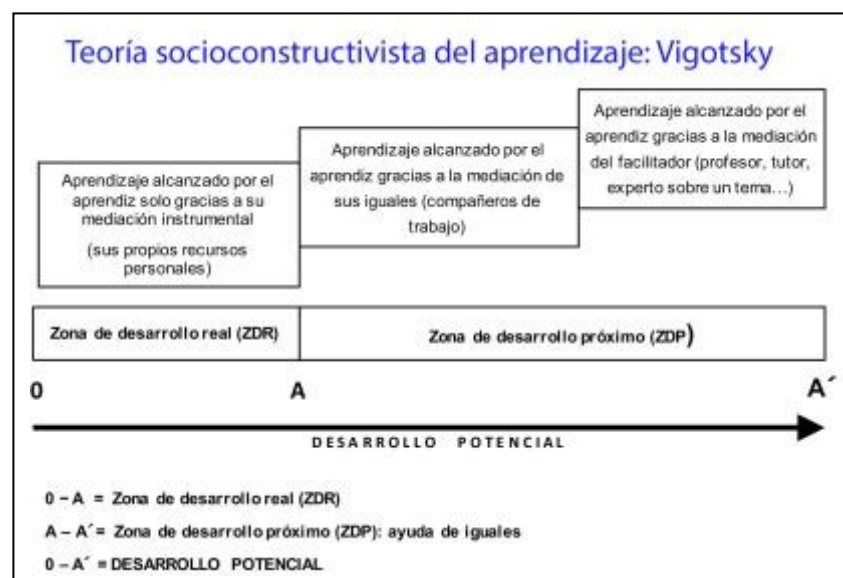 Teoría socioconstructivista del aprendizaje: Vigotsky
Aprendizaje alcanzado por el
aprendiz solo gracias a su
mediación instrumental
(sus propios recursos
personales)
Aprendizaje alcanzado por el
aprendiz gracias a la mediación de
sus iguales (compañeros de
trabajo)
Aprendizaje alcanzado por el
aprendiz gracias a la mediación
del facilitador (profesor, tutor,
experto sobre un tema...)
Zona de desarrollo real (ZDR)
Zona de desarrollo próximo (ZDP)
0
A
A´
DESARROLLO POTENCIAL
0 – A = Zona de desarrollo real (ZDR)
A – A´= Zona de desarrollo próximo (ZDP): ayuda de iguales
0 – A´ = DESARROLLO POTENCIAL